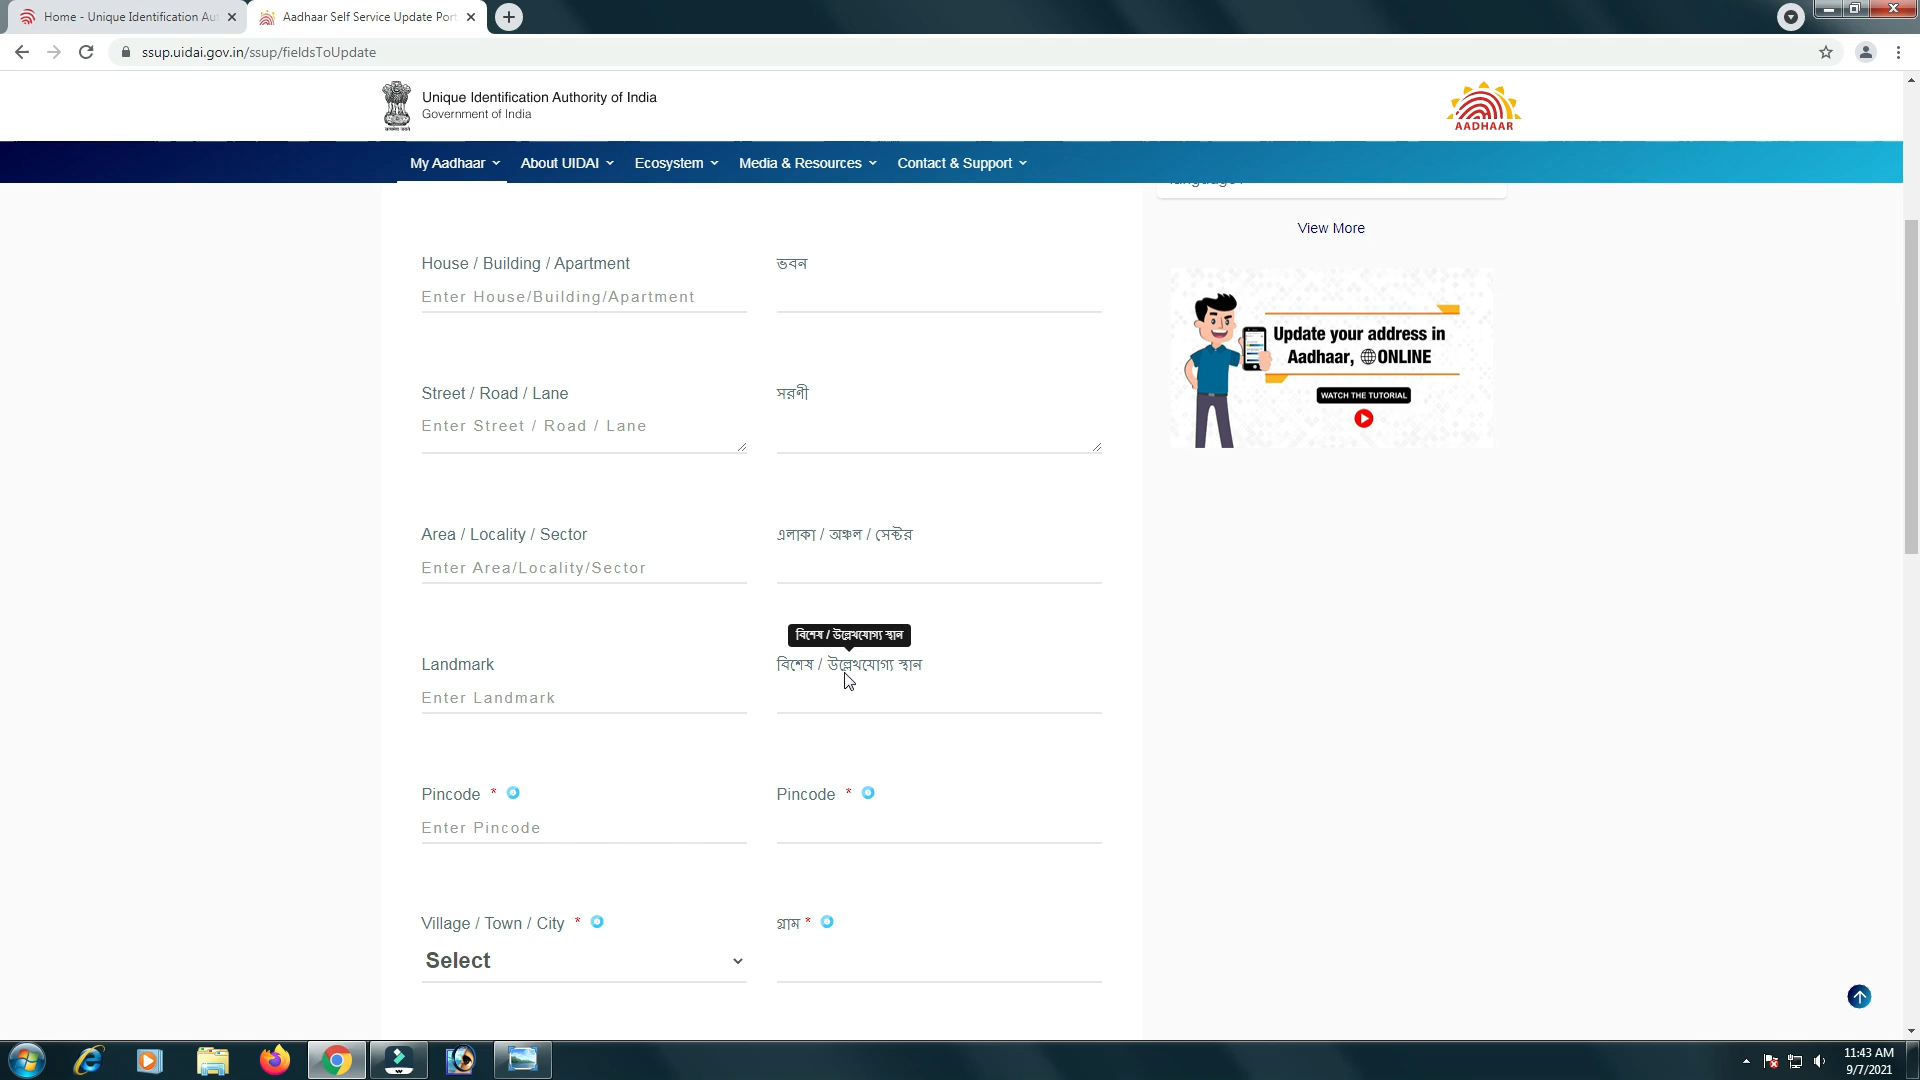 Home - Unique Identification Au
Aadhaar Self Service Update Port
ssup.uidai.gov.in/ssup/fieldsToUpdate
Unique Identification Authority of India
Government of India
AADHAAR
My Aadhaar
About UIDAI
Ecosystem
Media & Resources
Contact & Support
View More
House / Building / Apartment
ভবন
Enter House/Building/Apartment
Update your address in
Aadhaar, ONLINE
WATCH THE TUTORIAL
Street / Road / Lane
সরণী
Enter Street / Road / Lane
Area / Locality / Sector
এলাকা / অঞ্চল / সেক্টর
Enter Area/Locality/Sector
বিশেষ / উল্লেখযোগ্য স্থান
Landmark
বিশেষ / উল্লেখযোগ্য স্থান
Enter Landmark
Pincode *
Pincode *
Enter Pincode
Village / Town / City *
গ্রাম *
Select
11:43 AM
9/7/2021